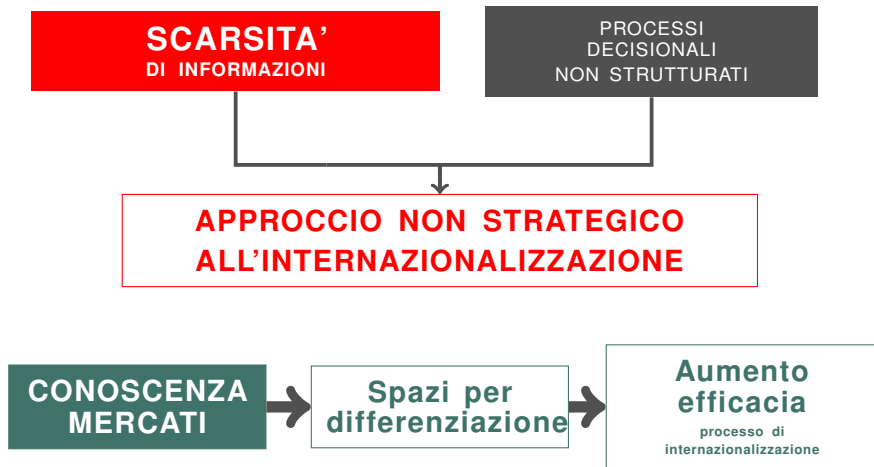 SCARSITA’
DI INFORMAZIONI
PROCESSI
DECISIONALI
NON STRUTTURATI
APPROCCIO NON STRATEGICO
ALL’INTERNAZIONALIZZAZIONE
CONOSCENZA
MERCATI
Spazi per
differenziazione
Aumento
efficacia
processo di
internazionalizzazione